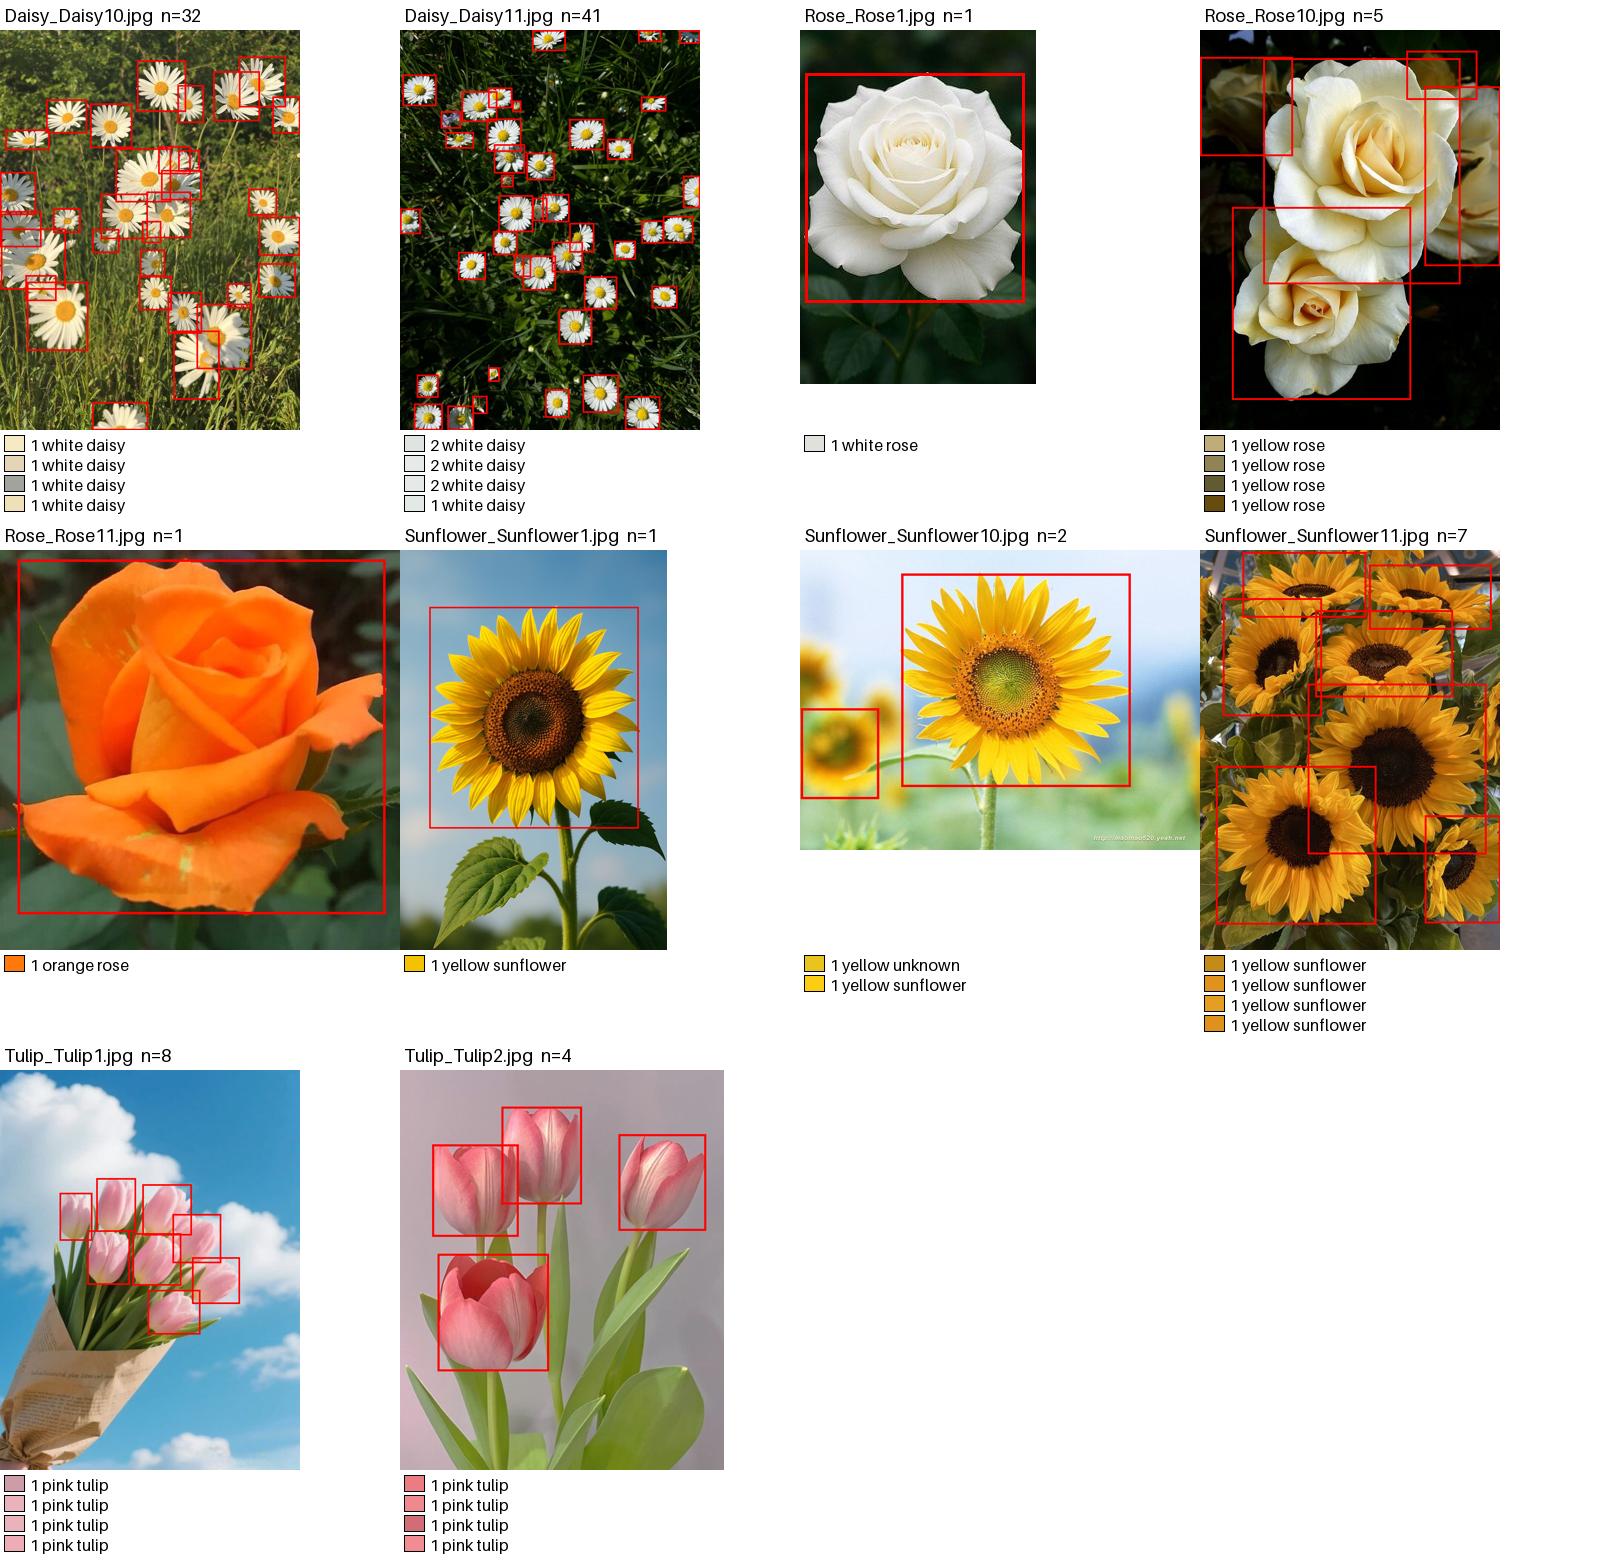 Daisy_Daisy10.jpg n=32
Daisy_Daisy11.jpg n=41
Rose_Rose1.jpg n=1
Rose_Rose10.jpg n=5
1 white daisy
1 white daisy
1 white daisy
1 white daisy
2 white daisy
2 white daisy
2 white daisy
1 white daisy
1 white rose
1 yellow rose
1 yellow rose
1 yellow rose
1 yellow rose
Rose_Rose11.jpg n=1
Sunflower_Sunflower1.jpg n=1
Sunflower_Sunflower10.jpg n=2
Sunflower_Sunflower11.jpg n=7
1 orange rose
1 yellow sunflower
1 yellow unknown
1 yellow sunflower
1 yellow sunflower
1 yellow sunflower
1 yellow sunflower
1 yellow sunflower
Tulip_Tulip1.jpg n=8
Tulip_Tulip2.jpg n=4
1 pink tulip
1 pink tulip
1 pink tulip
1 pink tulip
1 pink tulip
1 pink tulip
1 pink tulip
1 pink tulip